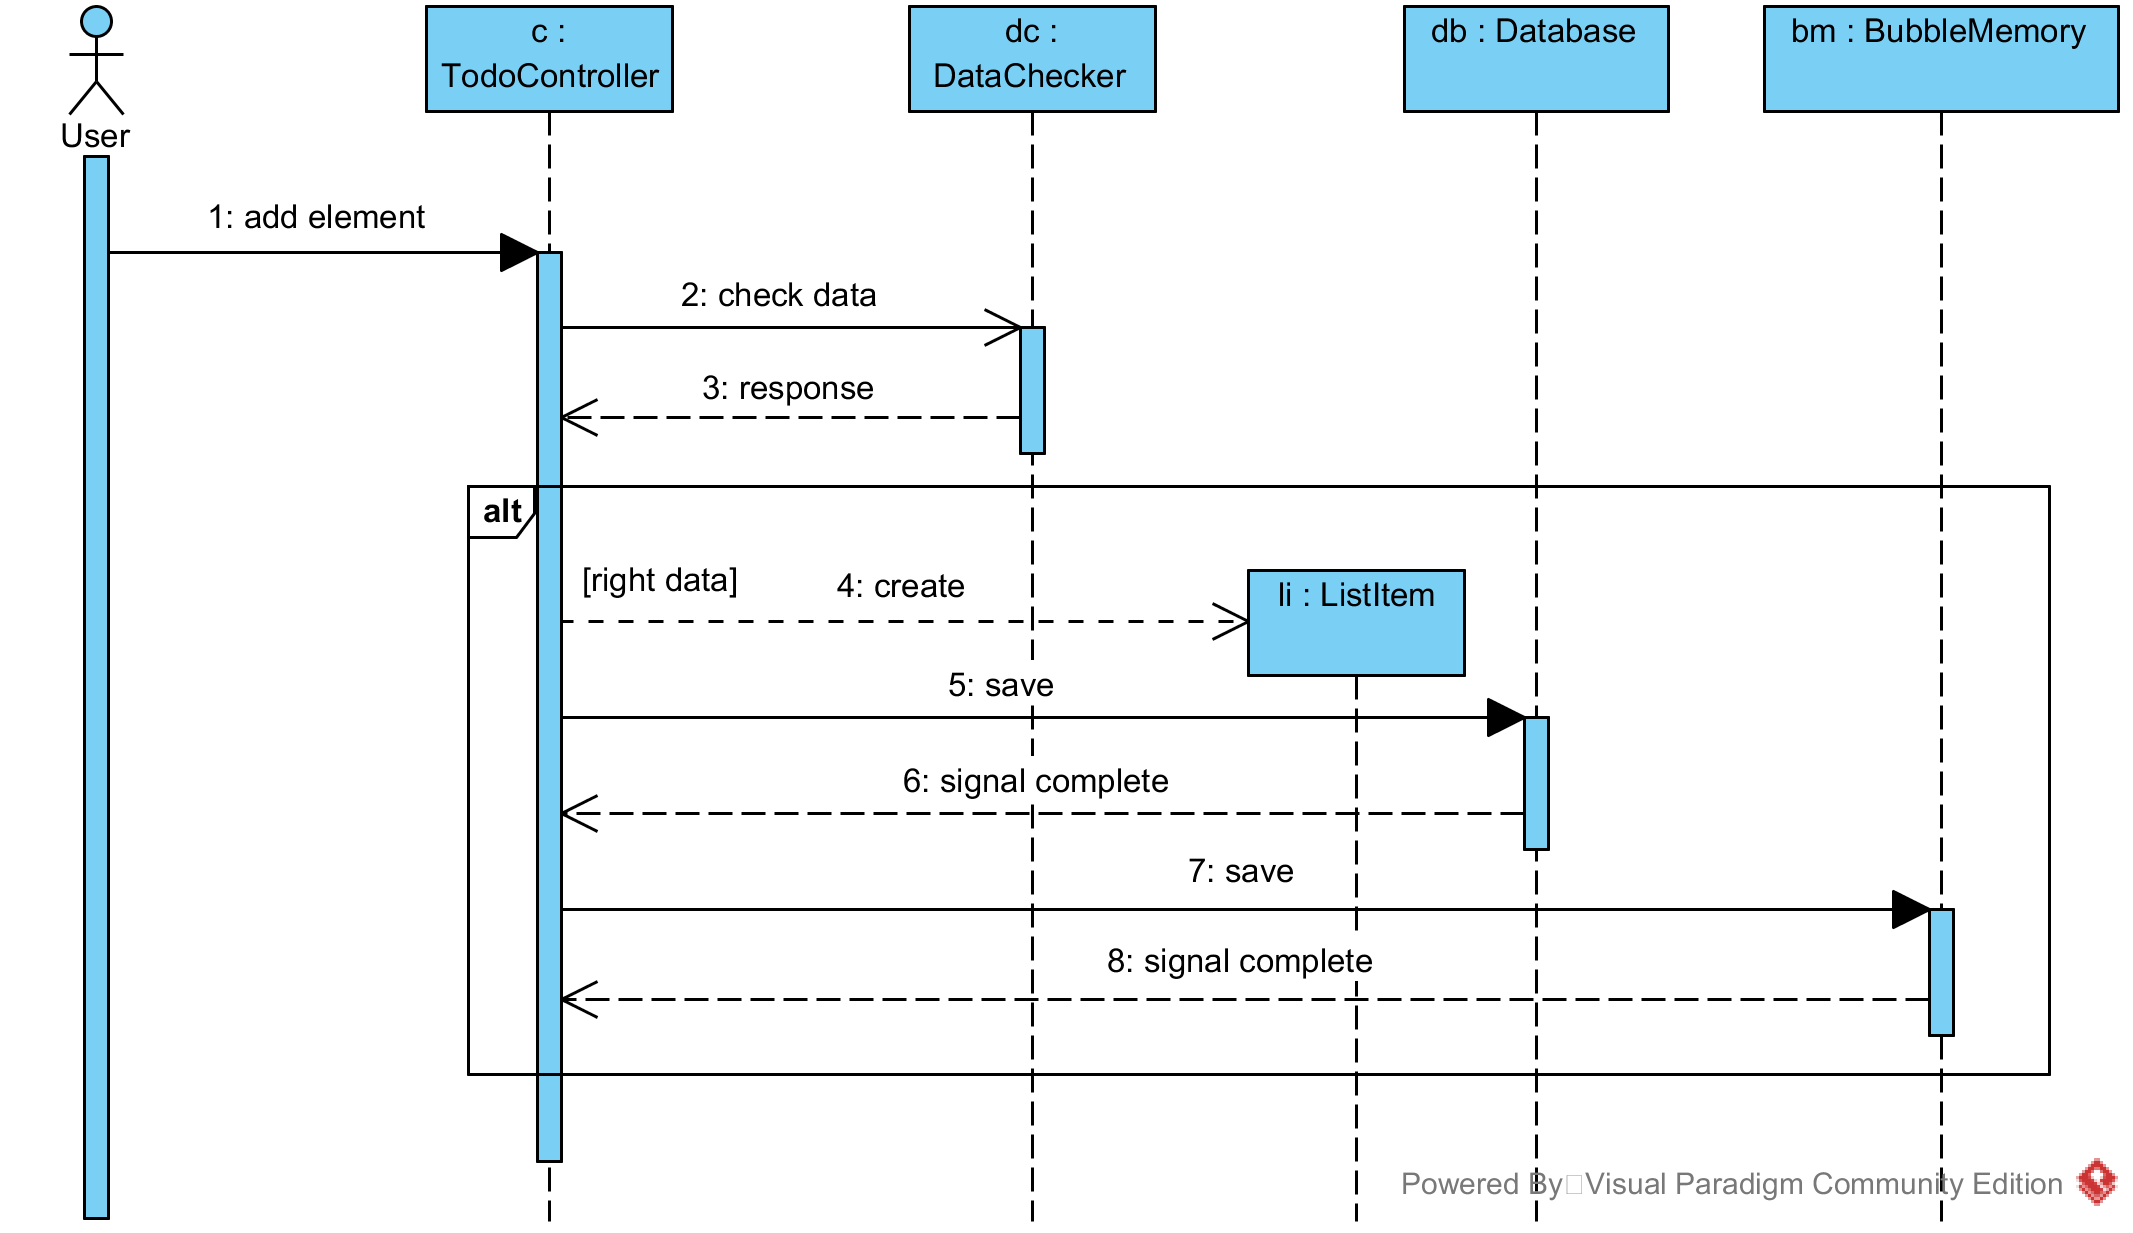 User
c :
TodoController
dc :
DataChecker
db : Database
bm : BubbleMemory
1: add element
2: check data
3: response
alt
[right data]
4: create
li : ListItem
5: save
6: signal complete
7: save
8: signal complete
Powered By Visual Paradigm Community Edition